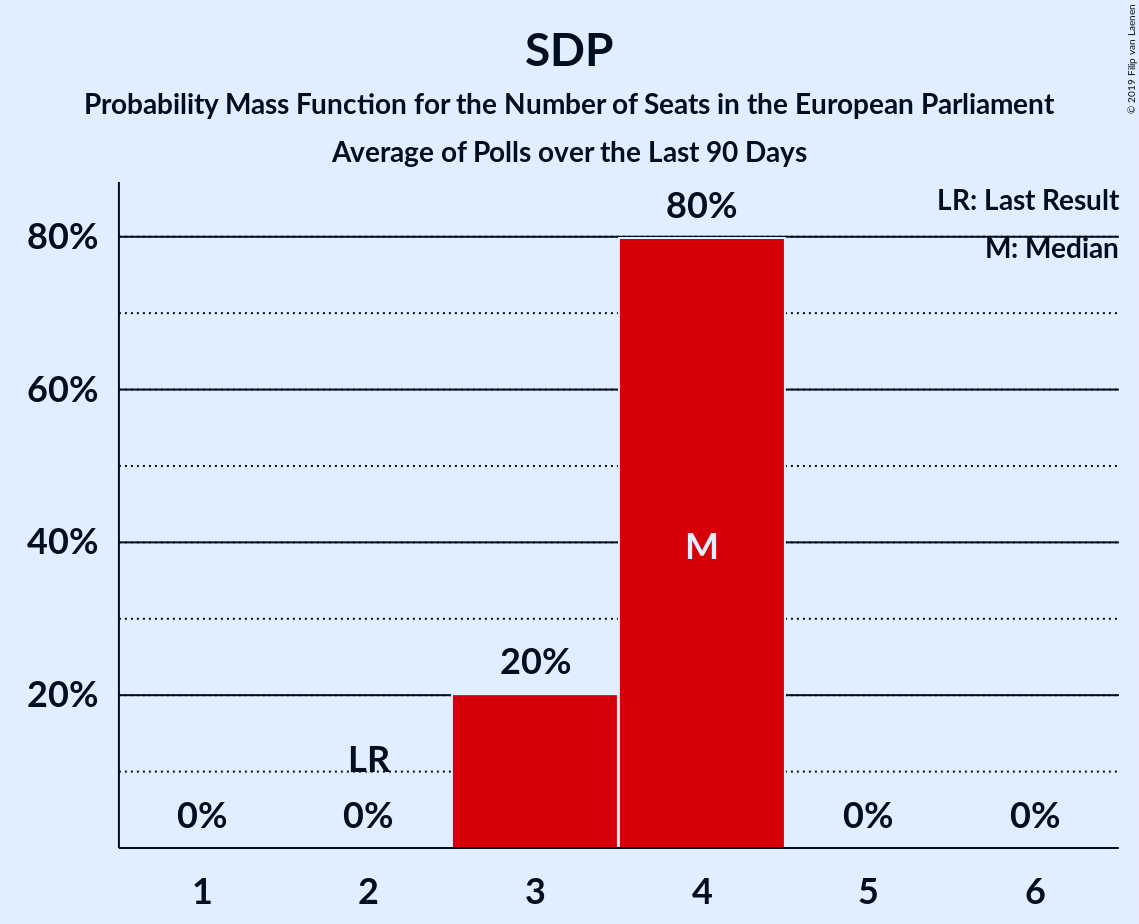 SDP
Probability Mass Function for the Number of Seats in the European Parliament
Average of Polls over the Last 90 Days
© 2019 Filip van Laenen
LR: Last Result
M: Median
80%
60%
40%
20%
0%
LR
0%
20%
80%
M
0%
0%
1 2 3 4 5 6